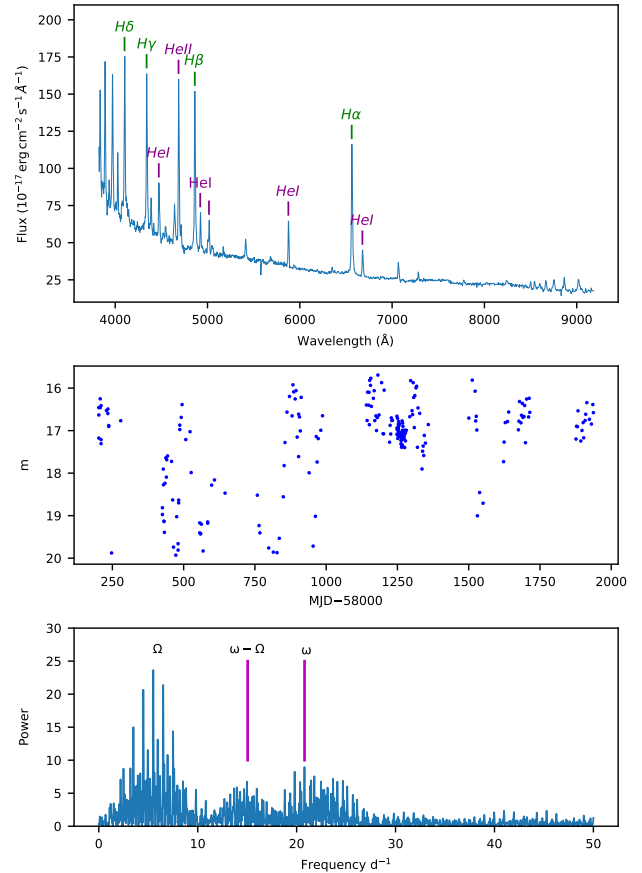 Flux (10⁻¹⁷ erg cm⁻² s⁻¹ Å⁻¹)
200
175
150
125
100
75
50
25
Hδ
Hγ
HeII
Hβ
HeI
HeI
HeI
Hα
HeI
4000 5000 6000 7000 8000 9000
Wavelength (Å)
m
16
17
18
19
20
250 500 750 1000 1250 1500 1750 2000
MJD−58000
Power
30
25
20
15
10
5
0
Ω ω − Ω ω
0 10 20 30 40 50
Frequency d⁻¹